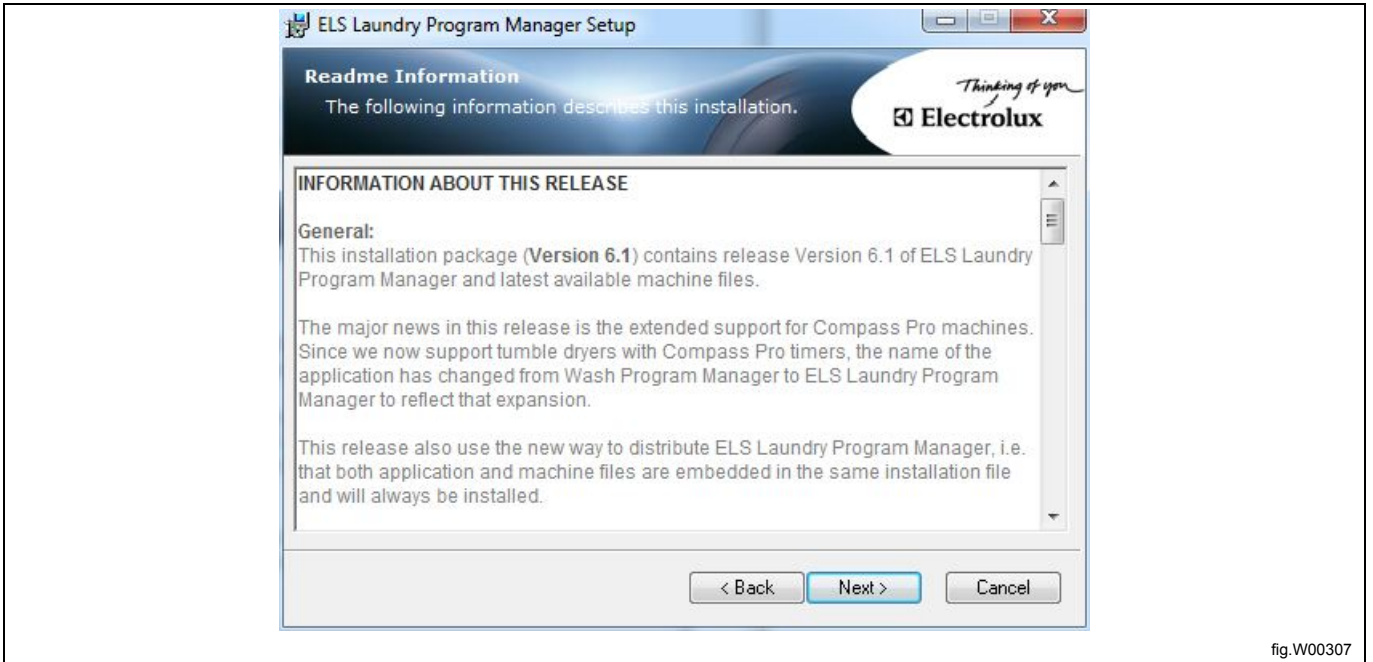 ELS Laundry Program Manager Setup
Readme Information
The following information describes this installation.
Thinking of you
Electrolux
INFORMATION ABOUT THIS RELEASE
General:
This installation package (Version 6.1) contains release Version 6.1 of ELS Laundry
Program Manager and latest available machine files.
The major news in this release is the extended support for Compass Pro machines.
Since we now support tumble dryers with Compass Pro timers, the name of the
application has changed from Wash Program Manager to ELS Laundry Program
Manager to reflect that expansion.
This release also use the new way to distribute ELS Laundry Program Manager, i.e.
that both application and machine files are embedded in the same installation file
and will always be installed.
< Back Next > Cancel
fig.W00307